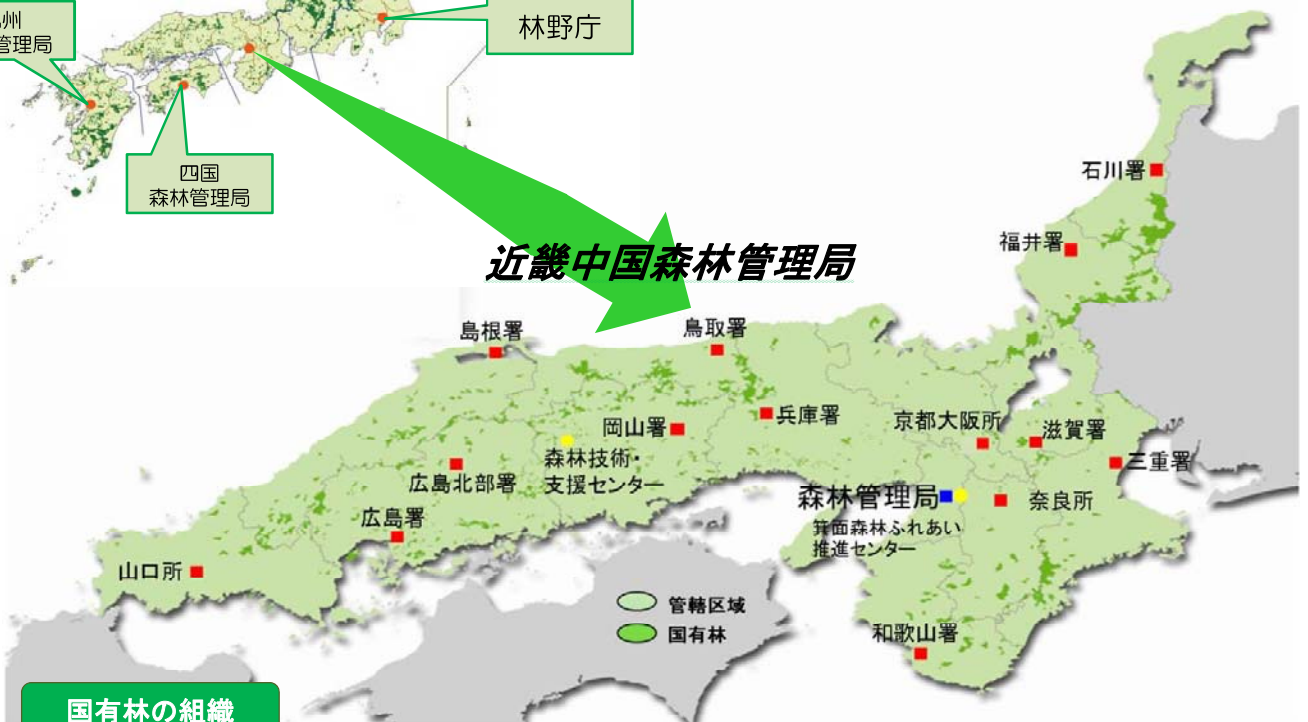 州
管理局
林野庁
四国
森林管理局
近畿中国森林管理局
石川署
福井署
島根署
鳥取署
兵庫署
岡山署
京都大阪所
滋賀署
三重署
森林技術・
支援センター
広島北部署
森林管理局
奈良所
箕面森林ふれあい
推進センター
広島署
山口所
管轄区域
国有林
和歌山署
国有林の組織